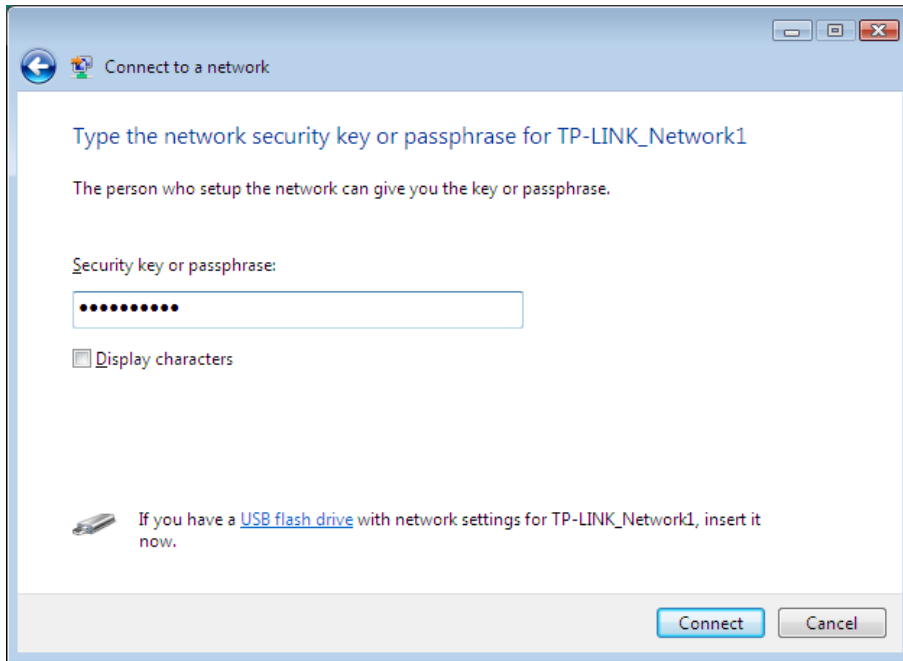 Connect to a network
Type the network security key or passphrase for TP-LINK_Network1
The person who setup the network can give you the key or passphrase.
Security key or passphrase:
••••••••••
Display characters
If you have a USB flash drive with network settings for TP-LINK_Network1, insert it
now.
Connect
Cancel